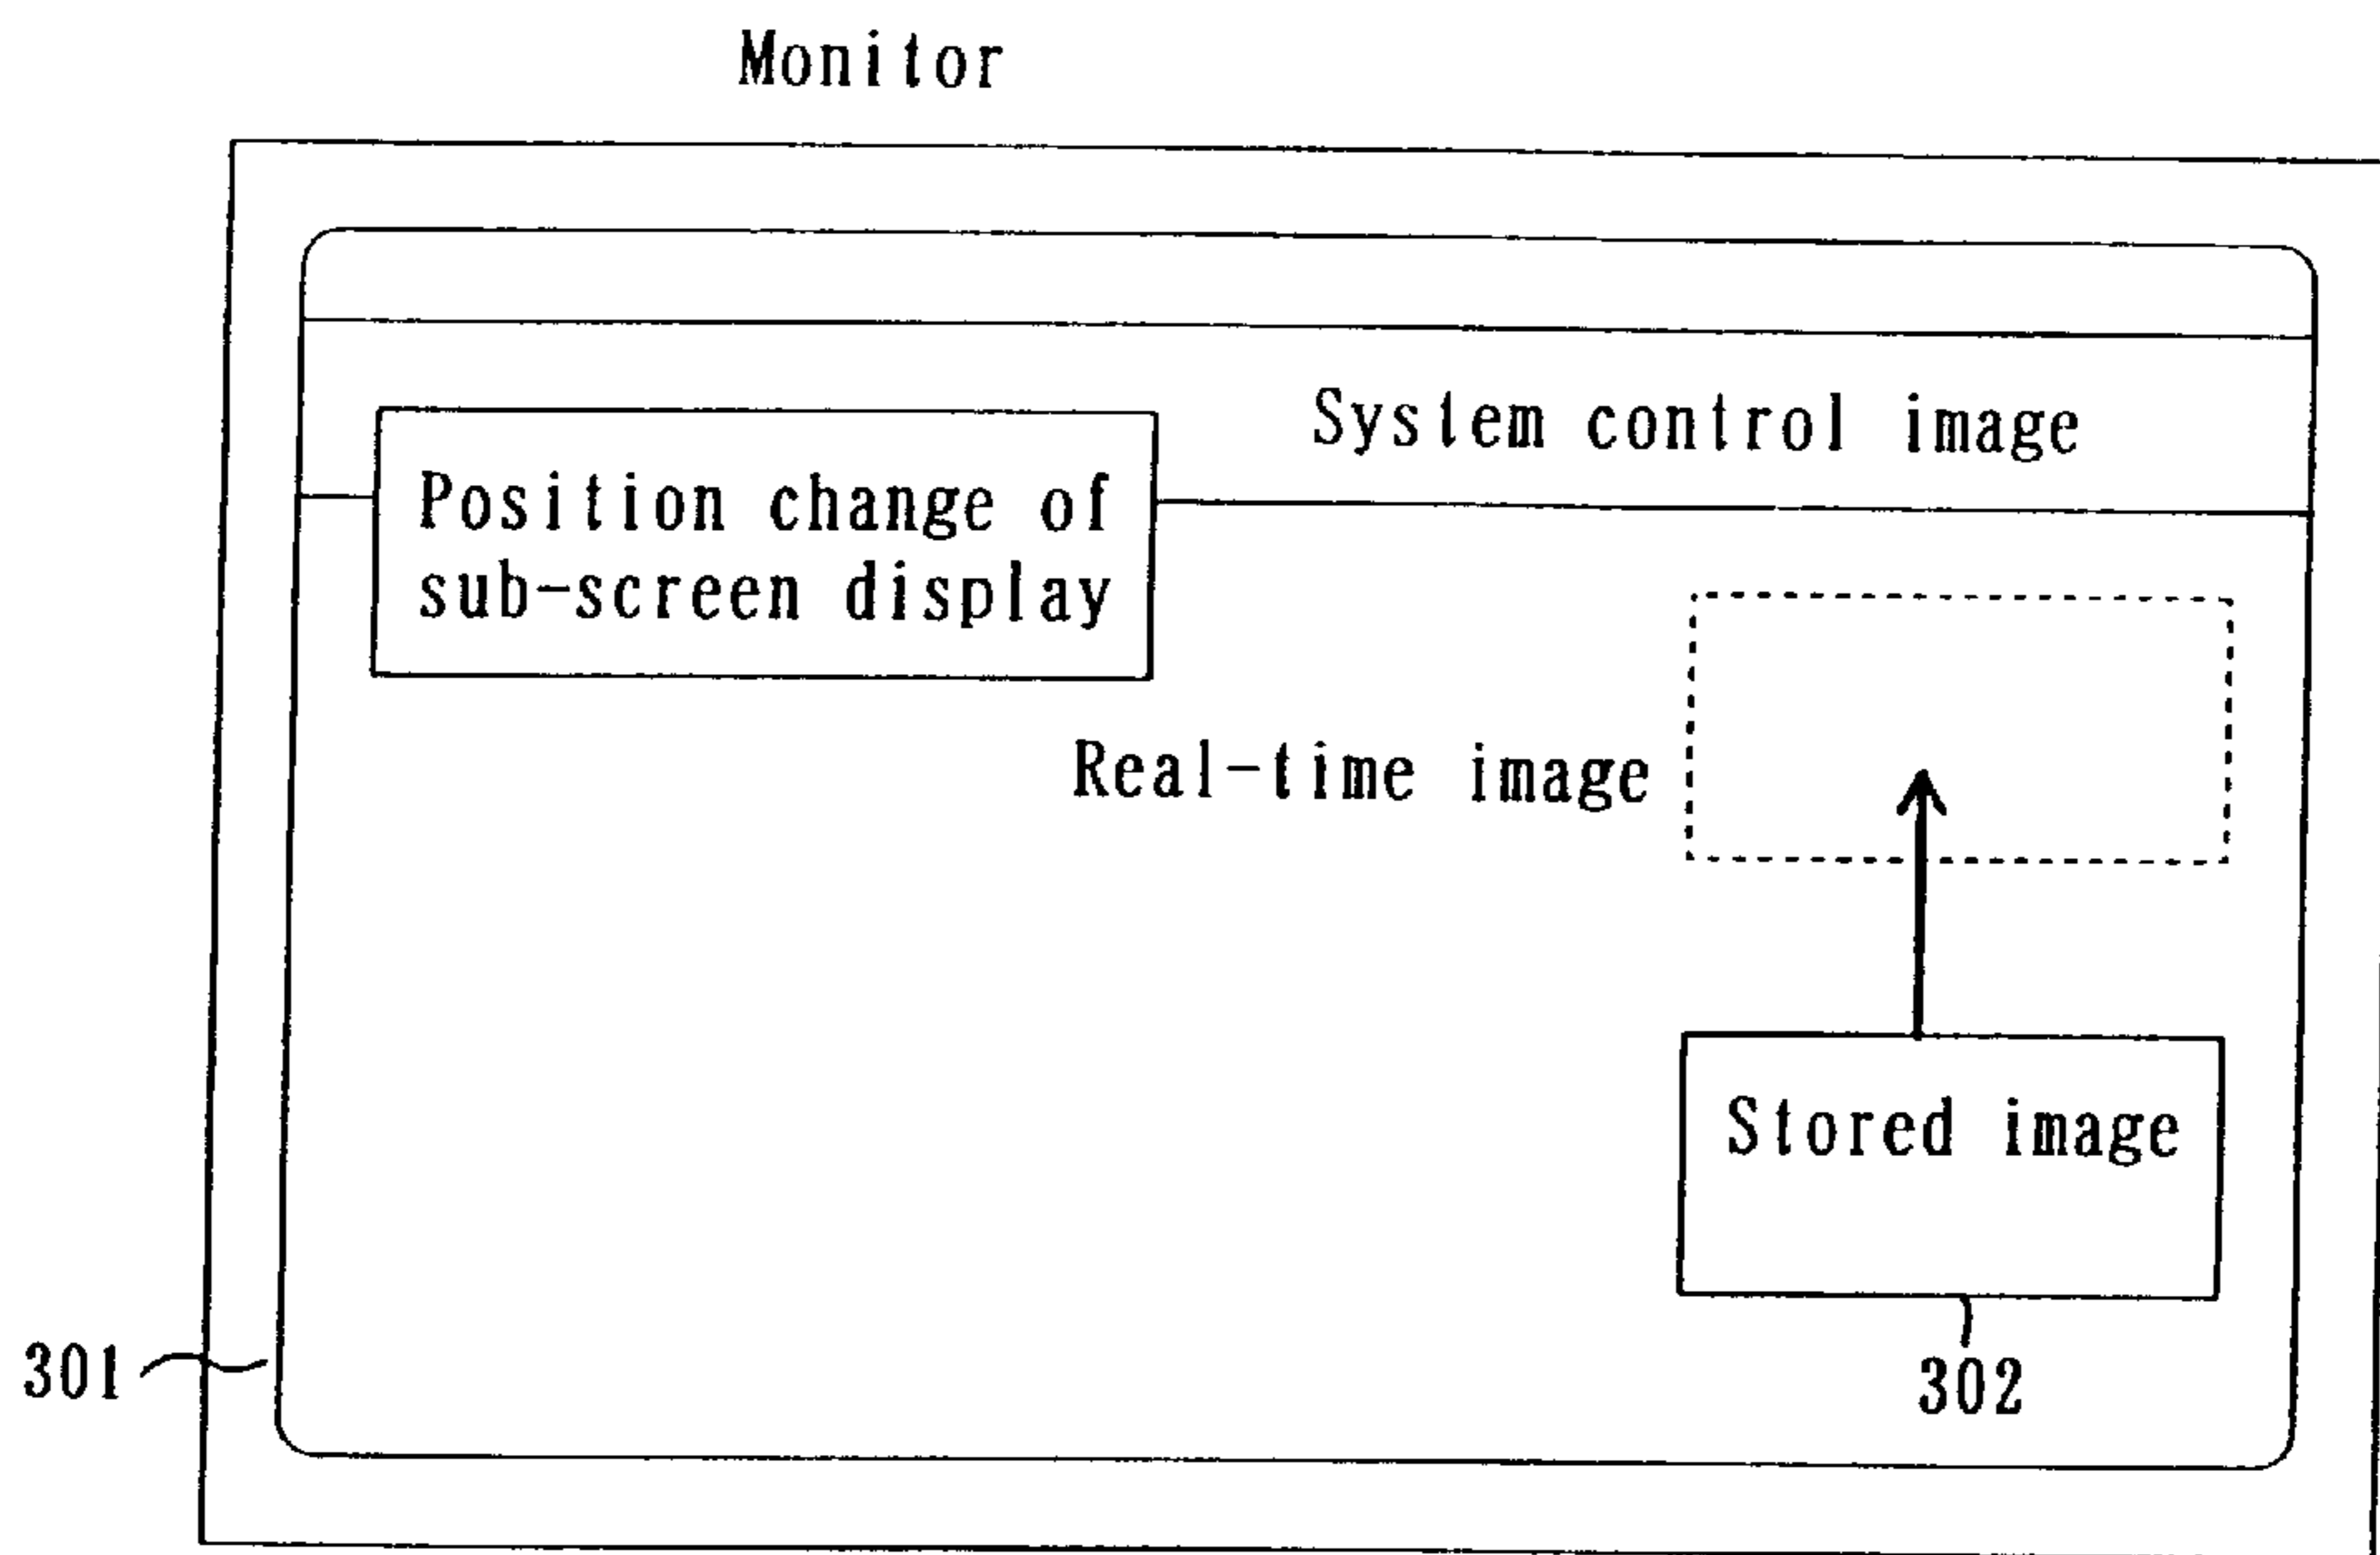 Monitor
System control image
Position change of
sub-screen display
Real-time image
Stored image
301
302